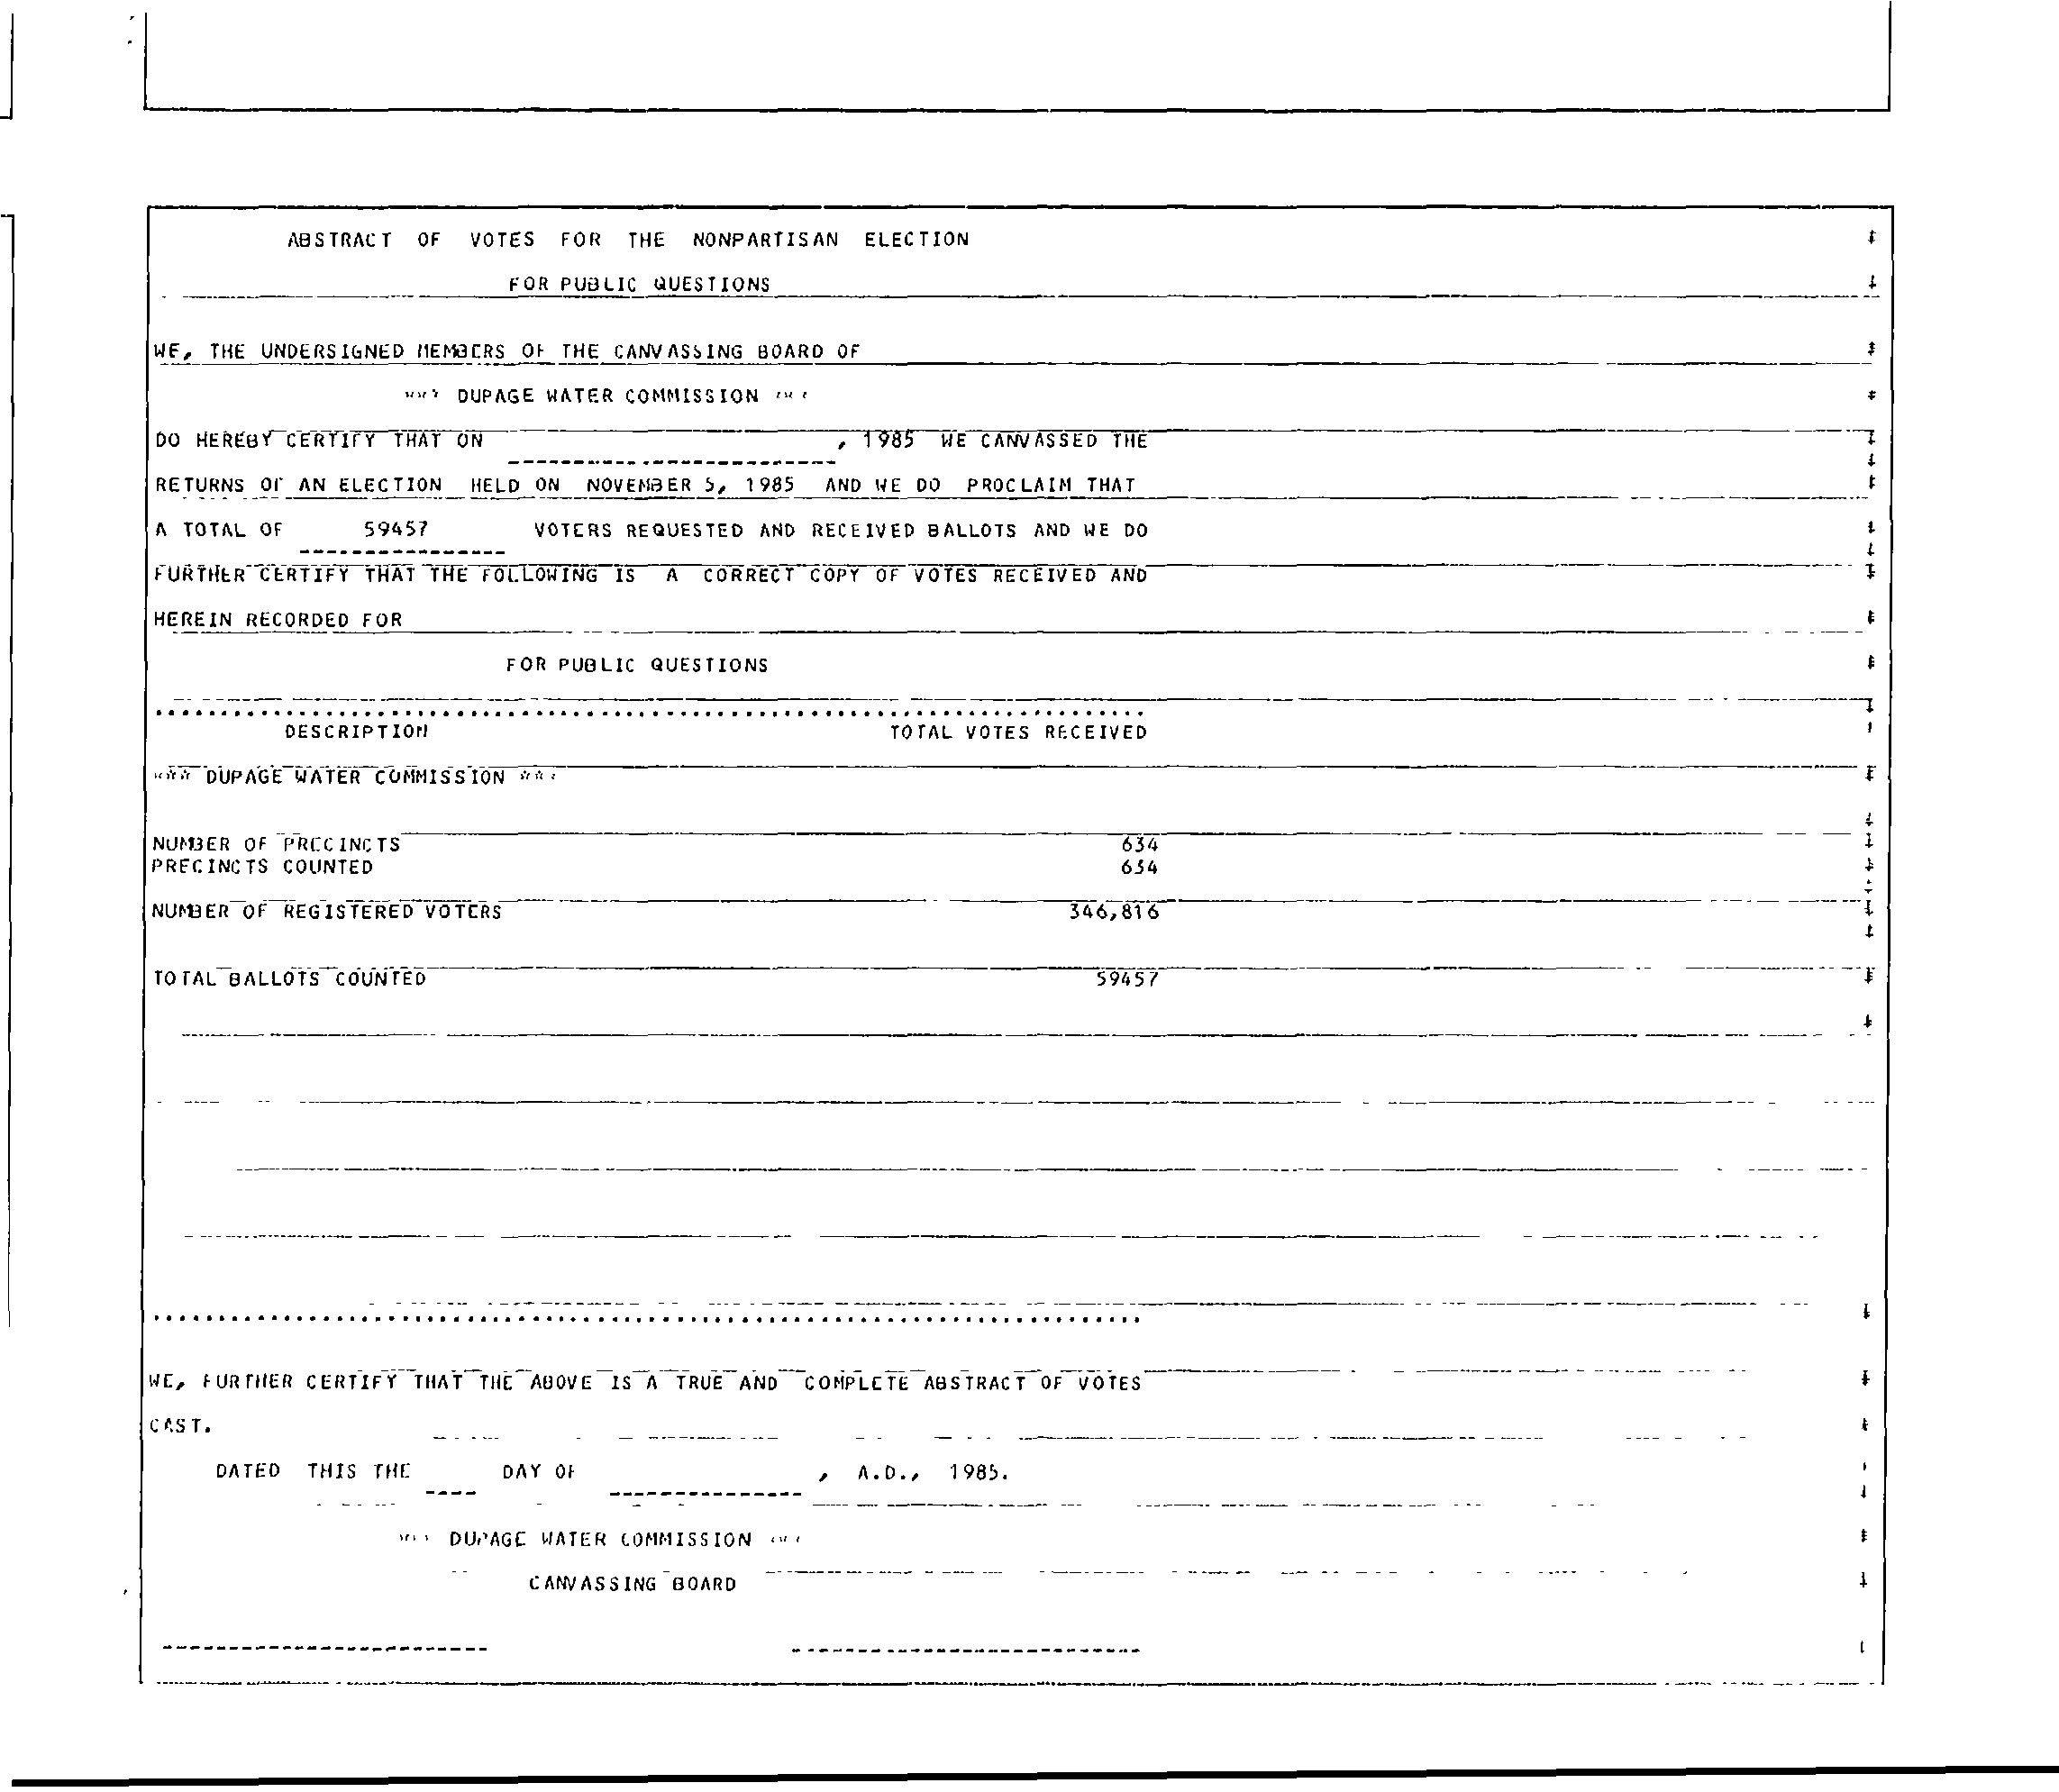 ABSTRACT OF VOTES FOR THE NONPARTISAN ELECTION
FOR PUBLIC QUESTIONS
WE, THE UNDERSIGNED MEMBERS OF THE CANVASSING BOARD OF
*** DUPAGE WATER COMMISSION ***
DO HEREBY CERTIFY THAT ON , 1985 WE CANVASSED THE
RETURNS OF AN ELECTION HELD ON NOVEMBER 5, 1985 AND WE DO PROCLAIM THAT
A TOTAL OF 59457 VOTERS REQUESTED AND RECEIVED BALLOTS AND WE DO
FURTHER CERTIFY THAT THE FOLLOWING IS A CORRECT COPY OF VOTES RECEIVED AND
HEREIN RECORDED FOR
FOR PUBLIC QUESTIONS
DESCRIPTION TOTAL VOTES RECEIVED
*** DUPAGE WATER COMMISSION ***
NUMBER OF PRECINCTS 634
PRECINCTS COUNTED 634
NUMBER OF REGISTERED VOTERS 346,816
TOTAL BALLOTS COUNTED 59457
WE, FURTHER CERTIFY THAT THE ABOVE IS A TRUE AND COMPLETE ABSTRACT OF VOTES
CAST.
DATED THIS THE ---- DAY OF ---------------, A.D., 1985.
*** DUPAGE WATER COMMISSION ***
CANVASSING BOARD